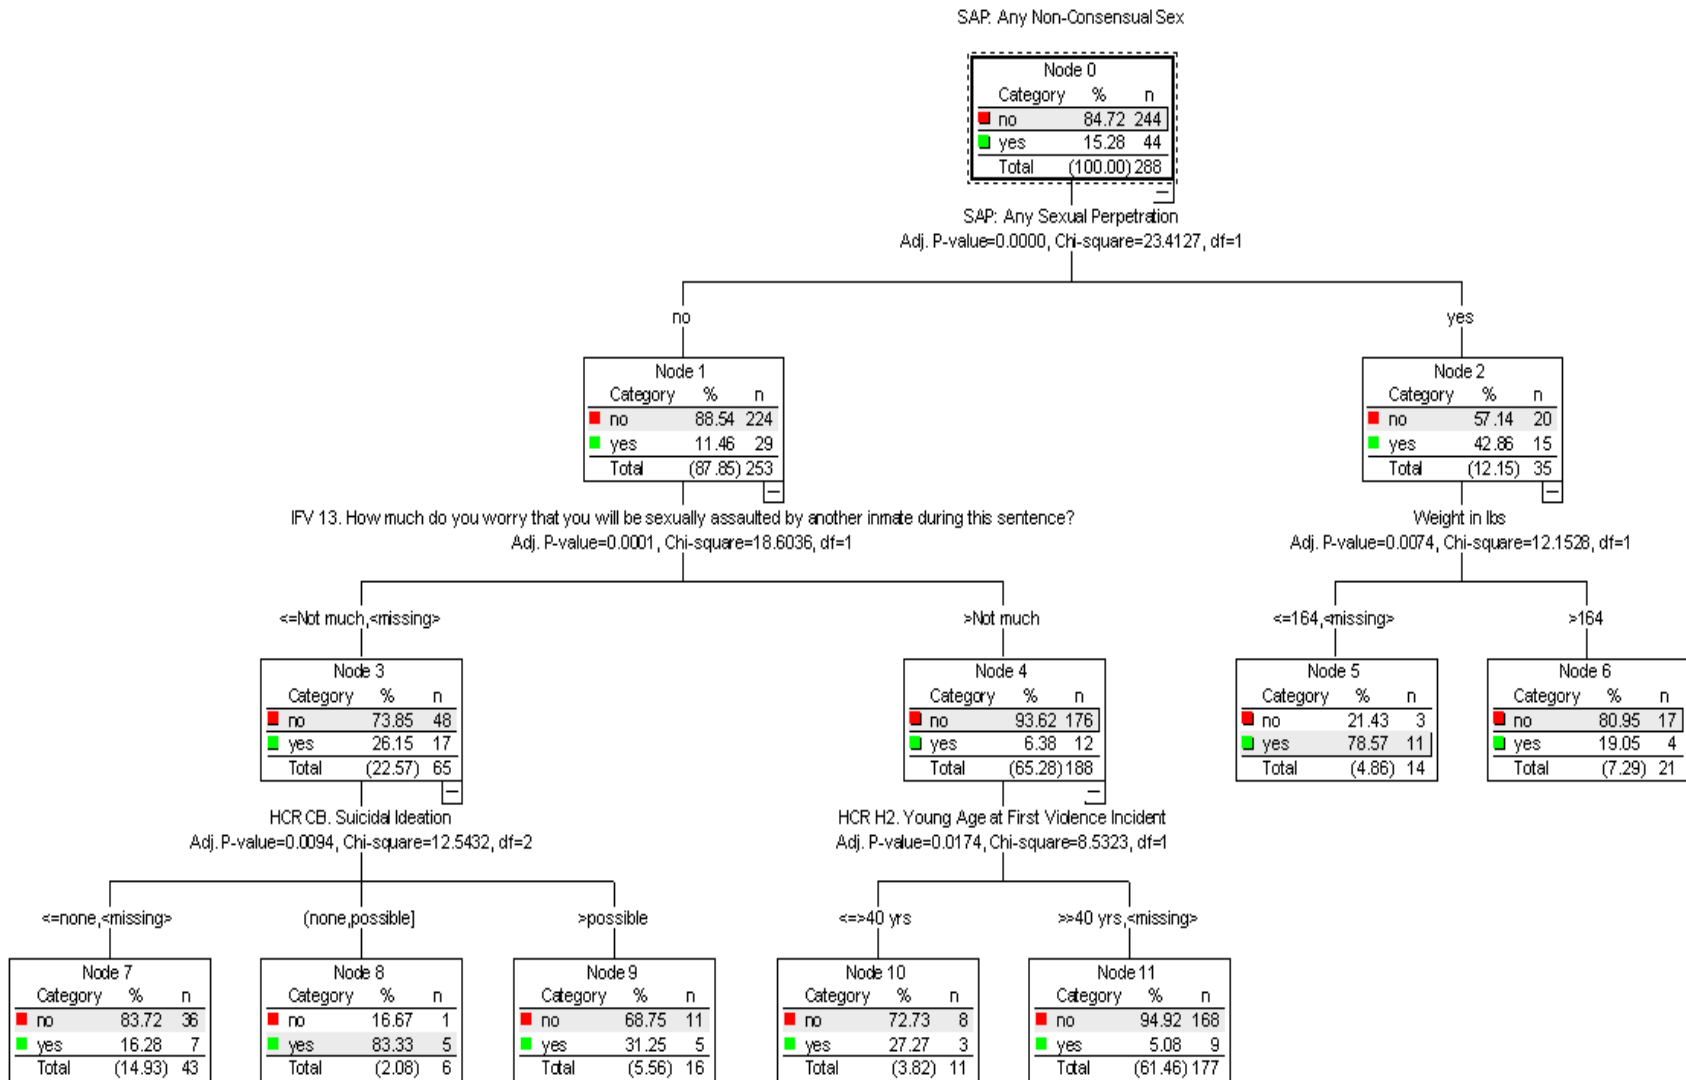 SAP: Any Non-Consensual Sex
Node 0
Category % n
no 84.72 244
yes 15.28 44
Total (100.00) 288
SAP: Any Sexual Perpetration
Adj. P-value=0.0000, Chi-square=23.4127, df=1
no
yes
Node 1
Category % n
no 88.54 224
yes 11.46 29
Total (87.85) 253
Node 2
Category % n
no 57.14 20
yes 42.86 15
Total (12.15) 35
IFV 13. How much do you worry that you will be sexually assaulted by another inmate during this sentence?
Adj. P-value=0.0001, Chi-square=18.6036, df=1
Weight in lbs
Adj. P-value=0.0074, Chi-square=12.1528, df=1
<=Not much,<missing>
>Not much
<=164,<missing>
>164
Node 3
Category % n
no 73.85 48
yes 26.15 17
Total (22.57) 65
Node 4
Category % n
no 93.62 176
yes 6.38 12
Total (65.28) 188
Node 5
Category % n
no 21.43 3
yes 78.57 11
Total (4.86) 14
Node 6
Category % n
no 80.95 17
yes 19.05 4
Total (7.29) 21
HCR CB. Suicidal Ideation
Adj. P-value=0.0094, Chi-square=12.5432, df=2
HCR H2. Young Age at First Violence Incident
Adj. P-value=0.0174, Chi-square=8.5323, df=1
<=none,<missing>
(none,possible]
>possible
<=>40 yrs
>>40 yrs,<missing>
Node 7
Category % n
no 83.72 36
yes 16.28 7
Total (14.93) 43
Node 8
Category % n
no 16.67 1
yes 83.33 5
Total (2.08) 6
Node 9
Category % n
no 68.75 11
yes 31.25 5
Total (5.56) 16
Node 10
Category % n
no 72.73 8
yes 27.27 3
Total (3.82) 11
Node 11
Category % n
no 94.92 168
yes 5.08 9
Total (61.46) 177